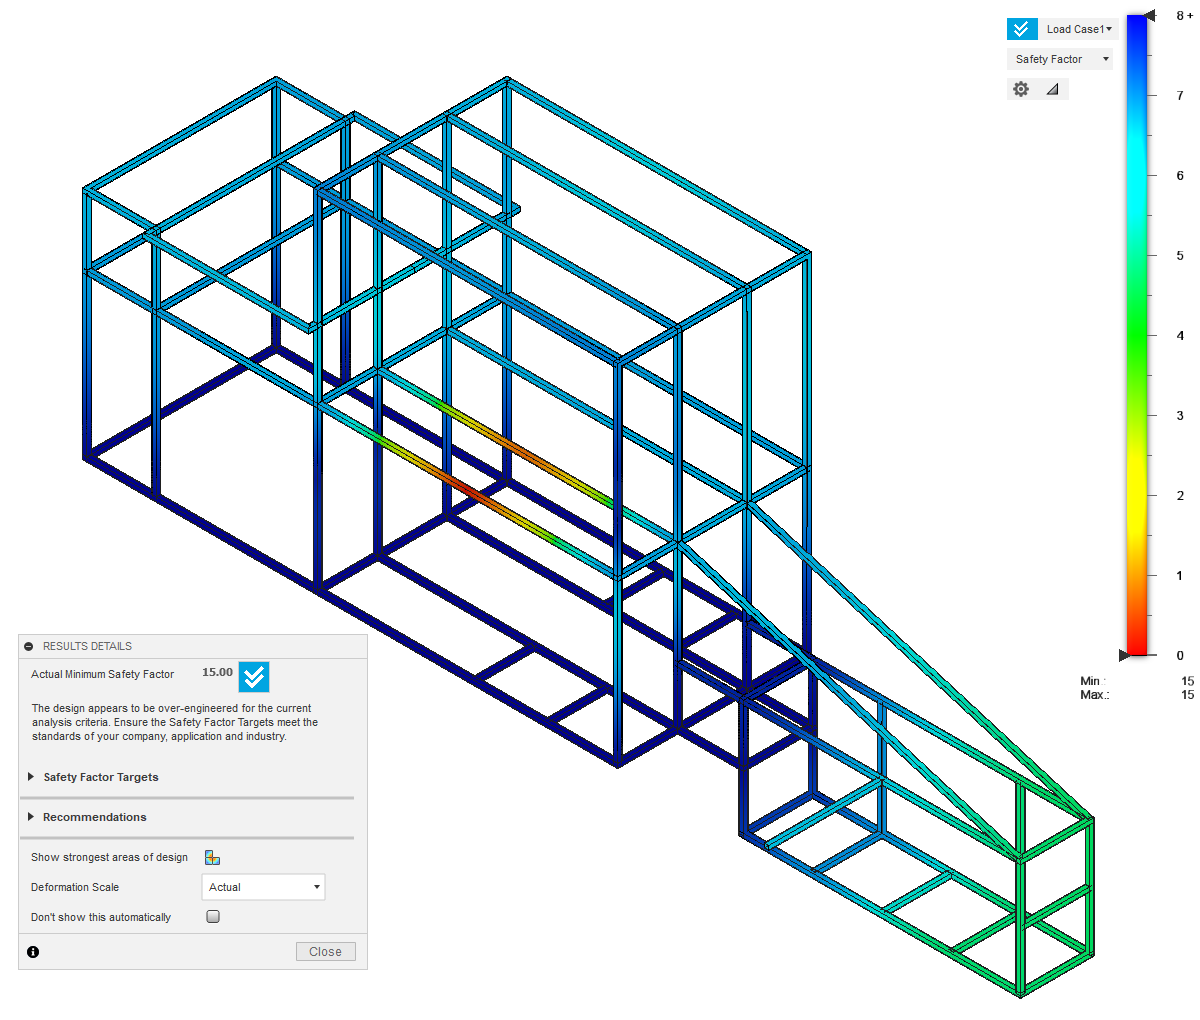 Load Case1
Safety Factor
8 +
7
6
5
4
3
2
1
0
Min.: 15
Max.: 15
RESULTS DETAILS
Actual Minimum Safety Factor 15.00
The design appears to be over-engineered for the current
analysis criteria. Ensure the Safety Factor Targets meet the
standards of your company, application and industry.
Safety Factor Targets
Recommendations
Show strongest areas of design
Deformation Scale Actual
Don't show this automatically
Close